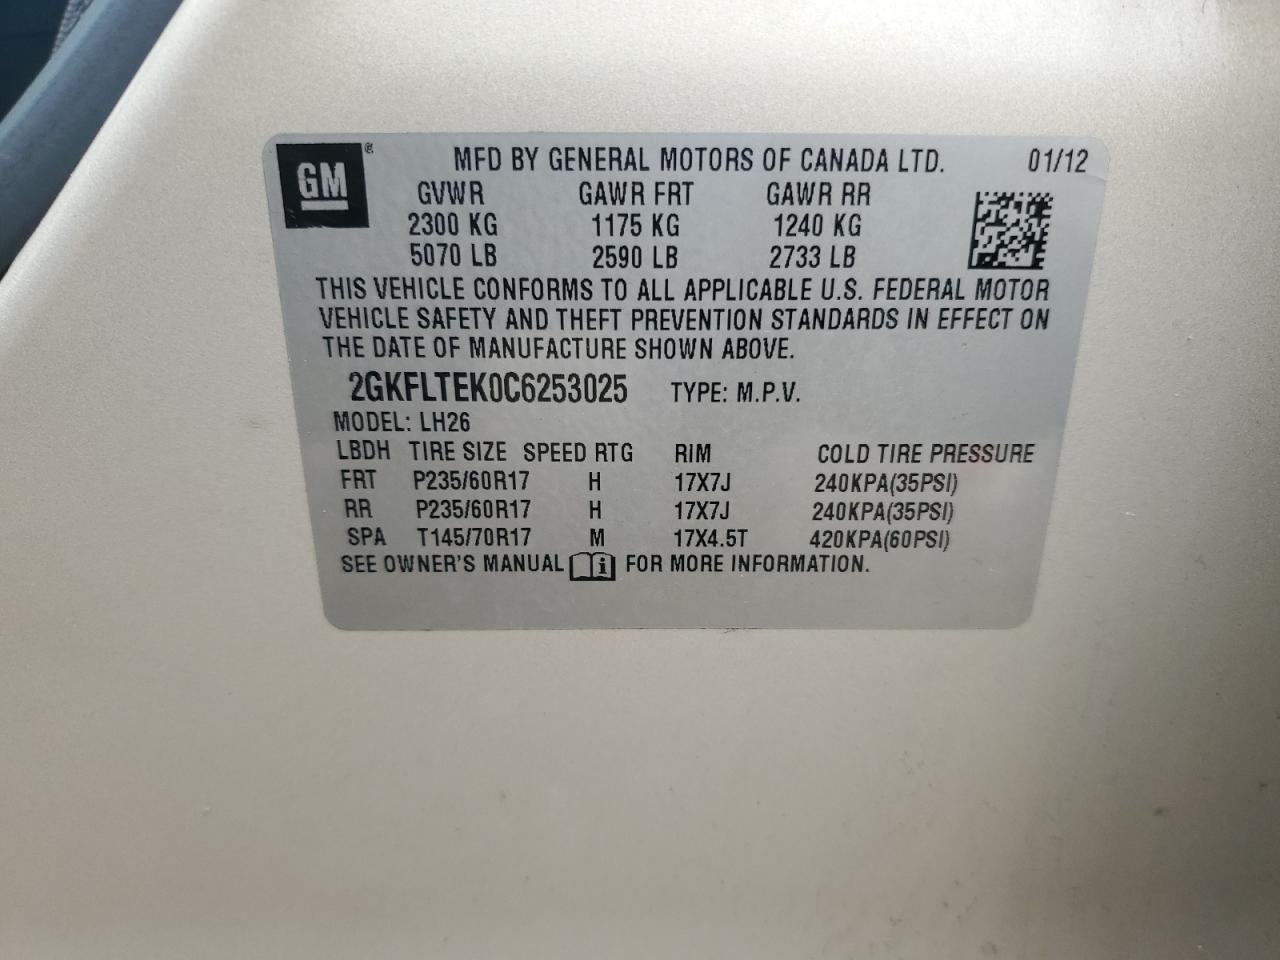 GM ® MFD BY GENERAL MOTORS OF CANADA LTD. 01/12
GVWR GAWR FRT GAWR RR
2300 KG 1175 KG 1240 KG
5070 LB 2590 LB 2733 LB
THIS VEHICLE CONFORMS TO ALL APPLICABLE U.S. FEDERAL MOTOR
VEHICLE SAFETY AND THEFT PREVENTION STANDARDS IN EFFECT ON
THE DATE OF MANUFACTURE SHOWN ABOVE.
2GKFLTEK0C6253025 TYPE: M.P.V.
MODEL: LH26
LBDH TIRE SIZE SPEED RTG RIM COLD TIRE PRESSURE
FRT P235/60R17 H 17X7J 240KPA(35PSI)
RR P235/60R17 H 17X7J 240KPA(35PSI)
SPA T145/70R17 M 17X4.5T 420KPA(60PSI)
SEE OWNER'S MANUAL i FOR MORE INFORMATION.